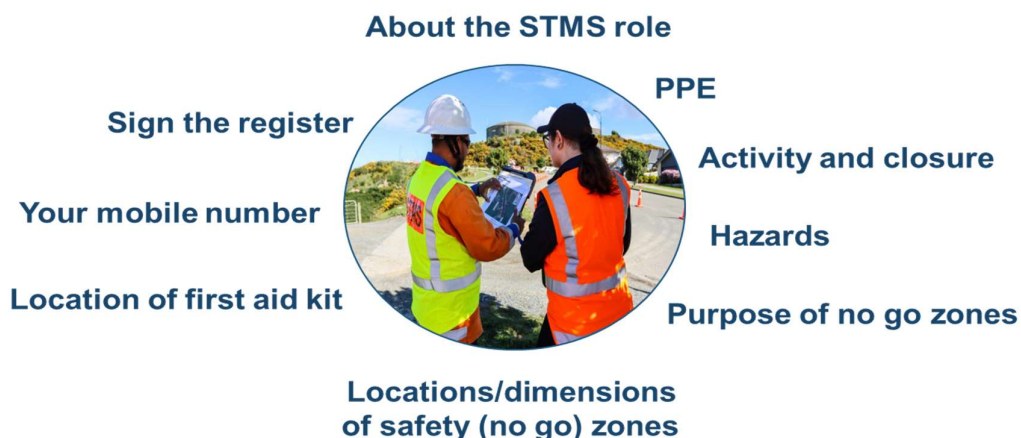 About the STMS role
PPE
Sign the register
Activity and closure
Your mobile number
Hazards
Location of first aid kit
Purpose of no go zones
Locations/dimensions
of safety (no go) zones